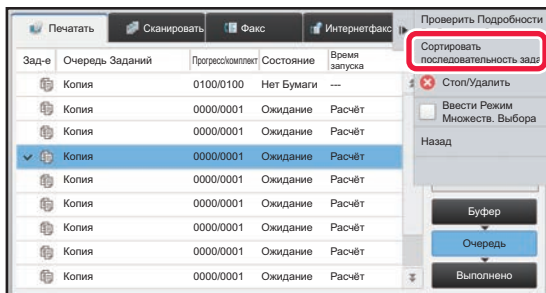 Печатать
Сканировать
Факс
Интернетфакс
Зад-е Очередь Заданий Прогресс/комплект Состояние Время запуска
Копия 0100/0100 Нет Бумаги ---
Копия 0000/0001 Ожидание Расчёт
Копия 0000/0001 Ожидание Расчёт
Копия 0000/0001 Ожидание Расчёт
Копия 0000/0001 Ожидание Расчёт
Копия 0000/0001 Ожидание Расчёт
Копия 0000/0001 Ожидание Расчёт
Копия 0000/0001 Ожидание Расчёт
Копия 0000/0001 Ожидание Расчёт
Проверить Подробности
Сортировать
последовательность зада
Стоп/Удалить
Ввести Режим
Множеств. Выбора
Назад
Буфер
Очередь
Выполнено